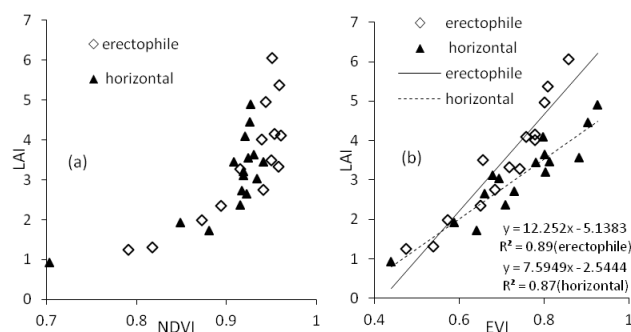 7
6
5
4
3
2
1
0
LAI
◇ erectophile
▲ horizontal
(a)
0.7 0.8 0.9 1
NDVI
7
6
5
4
3
2
1
0
LAI
◇ erectophile
▲ horizontal
erectophile
horizontal
(b)
y = 12.252x - 5.1383
R² = 0.89(erectophile)
y = 7.5949x - 2.5444
R² = 0.87(horizontal)
0.4 0.6 0.8 1
EVI